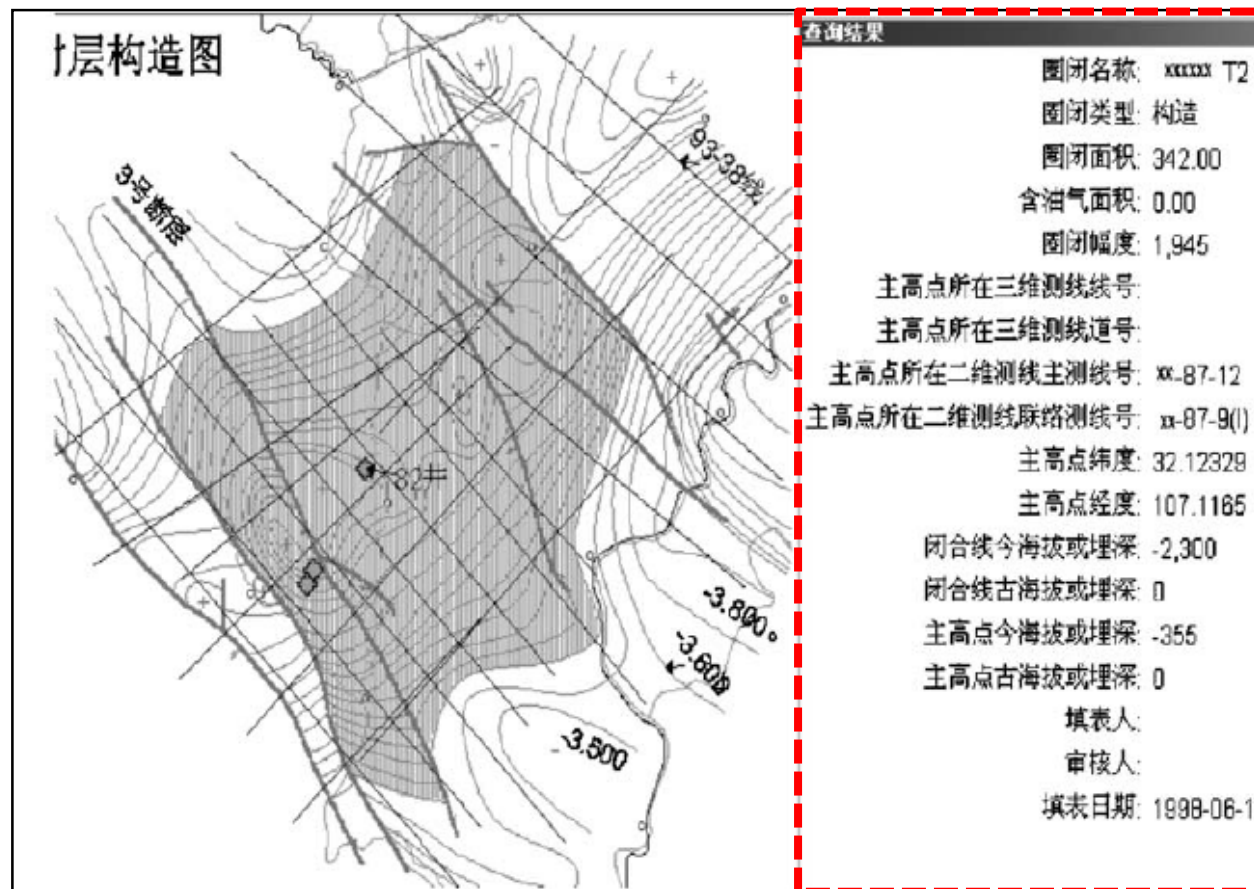 层构造图
3号断层
93-38线
82井
-3.800
-3.600
-3.500
查询结果
圈闭名称: xxxxxx T2
圈闭类型: 构造
圈闭面积: 342.00
含油气面积: 0.00
圈闭幅度: 1,945
主高点所在三维测线线号:
主高点所在三维测线道号:
主高点所在二维测线主测线号: xx-87-12
主高点所在二维测线联络测线号: xx-87-9(l)
主高点纬度: 32.12329
主高点经度: 107.1165
闭合线今海拔或埋深: -2,300
闭合线古海拔或埋深: 0
主高点今海拔或埋深: -355
主高点古海拔或埋深: 0
填表人:
审核人:
填表日期: 1998-06-1